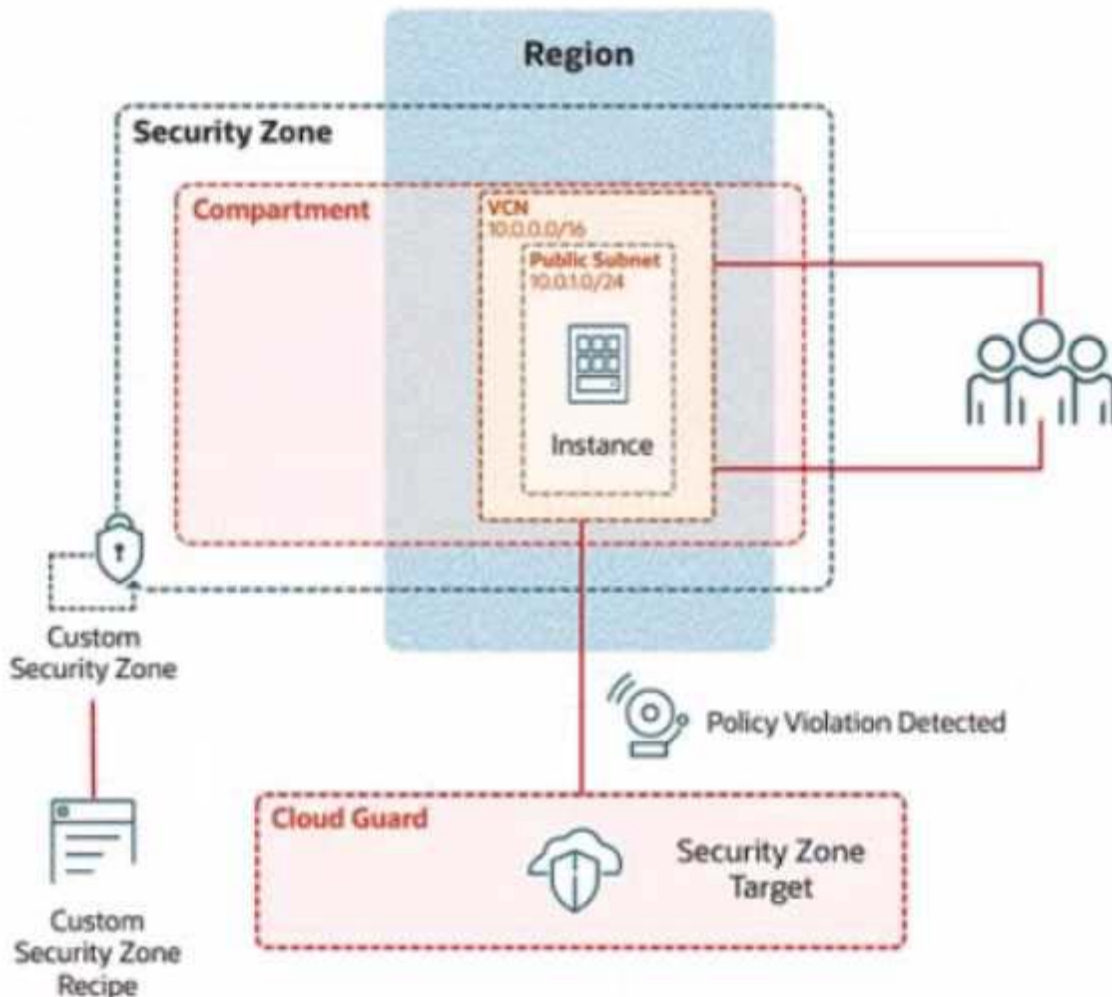 Region
Security Zone
Compartment
VCN
10.0.0.0/16
Public Subnet
10.0.1.0/24
Instance
Custom
Security Zone
Policy Violation Detected
Cloud Guard
Security Zone
Target
Custom
Security Zone
Recipe